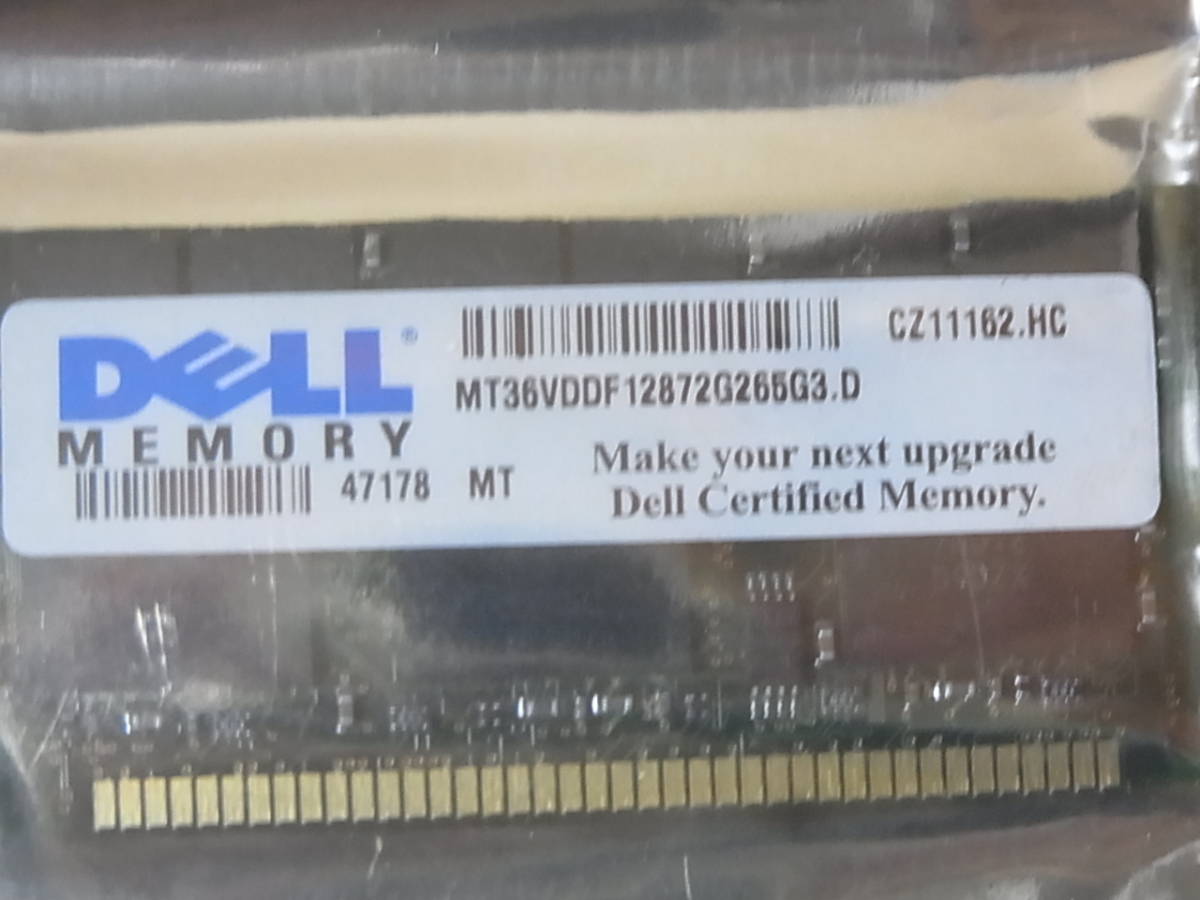 DELL®
MEMORY
CZ11162.HC
MT36VDDF12872G265G3.D
47178 MT
Make your next upgrade
Dell Certified Memory.